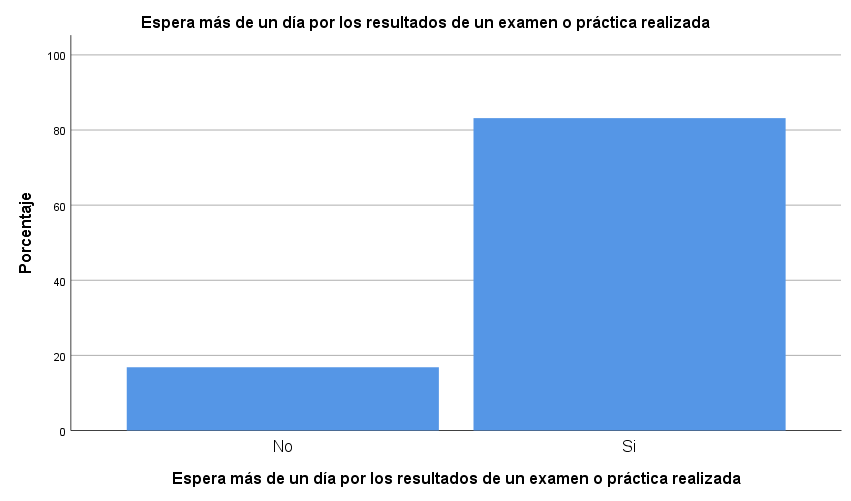 Espera más de un día por los resultados de un examen o práctica realizada
100
80
60
40
20
0
Porcentaje
No
Si
Espera más de un día por los resultados de un examen o práctica realizada